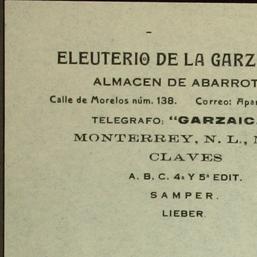 ELEUTERIO DE LA GARZ
ALMACEN DE ABARROT
Calle de Morelos núm. 138. Correo: Apar
TELEGRAFO: "GARZAIC
MONTERREY, N. L.,
CLAVES
A. B. C. 4ª Y 5ª EDIT.
SAMPER.
LIEBER.